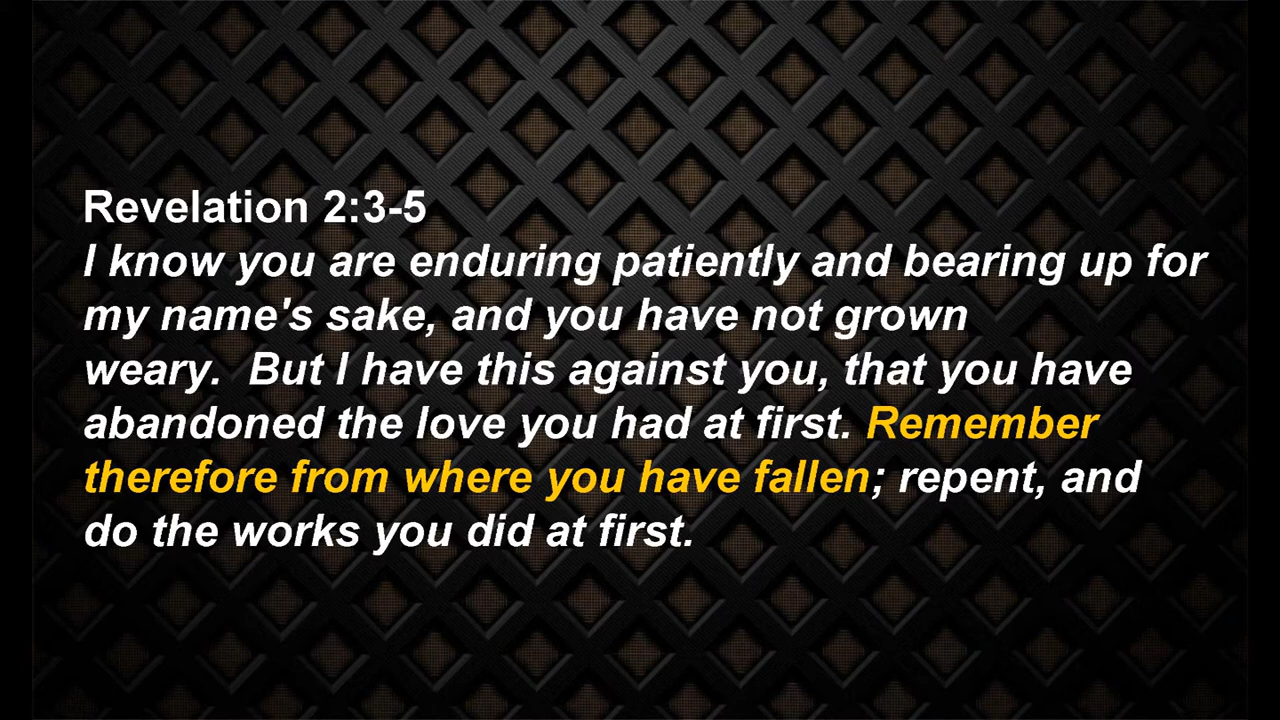 Revelation 2:3-5
I know you are enduring patiently and bearing up for
my name's sake, and you have not grown
weary.  But I have this against you, that you have
abandoned the love you had at first. Remember
therefore from where you have fallen; repent, and
do the works you did at first.